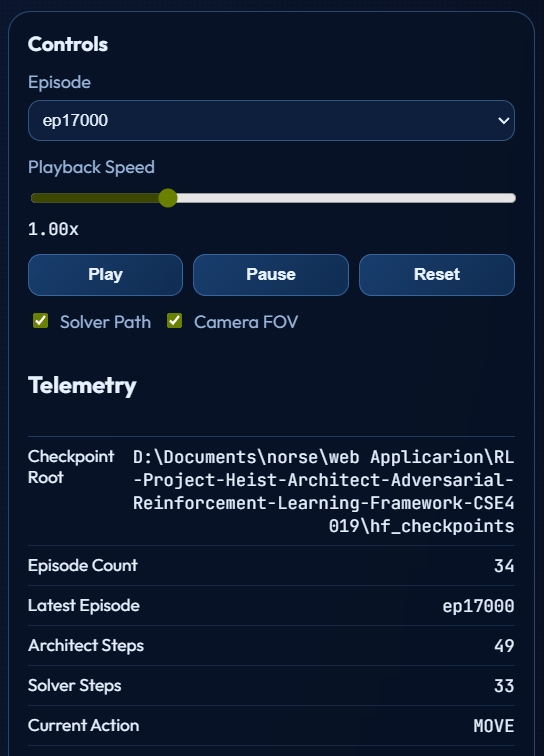 Controls
Episode
ep17000
Playback Speed
1.00x
Play Pause Reset
Solver Path Camera FOV
Telemetry
Checkpoint Root D:\Documents\norse\web Applicarion\RL
-Project-Heist-Architect-Adversarial-
Reinforcement-Learning-Framework-CSE4
019\hf_checkpoints
Episode Count 34
Latest Episode ep17000
Architect Steps 49
Solver Steps 33
Current Action MOVE